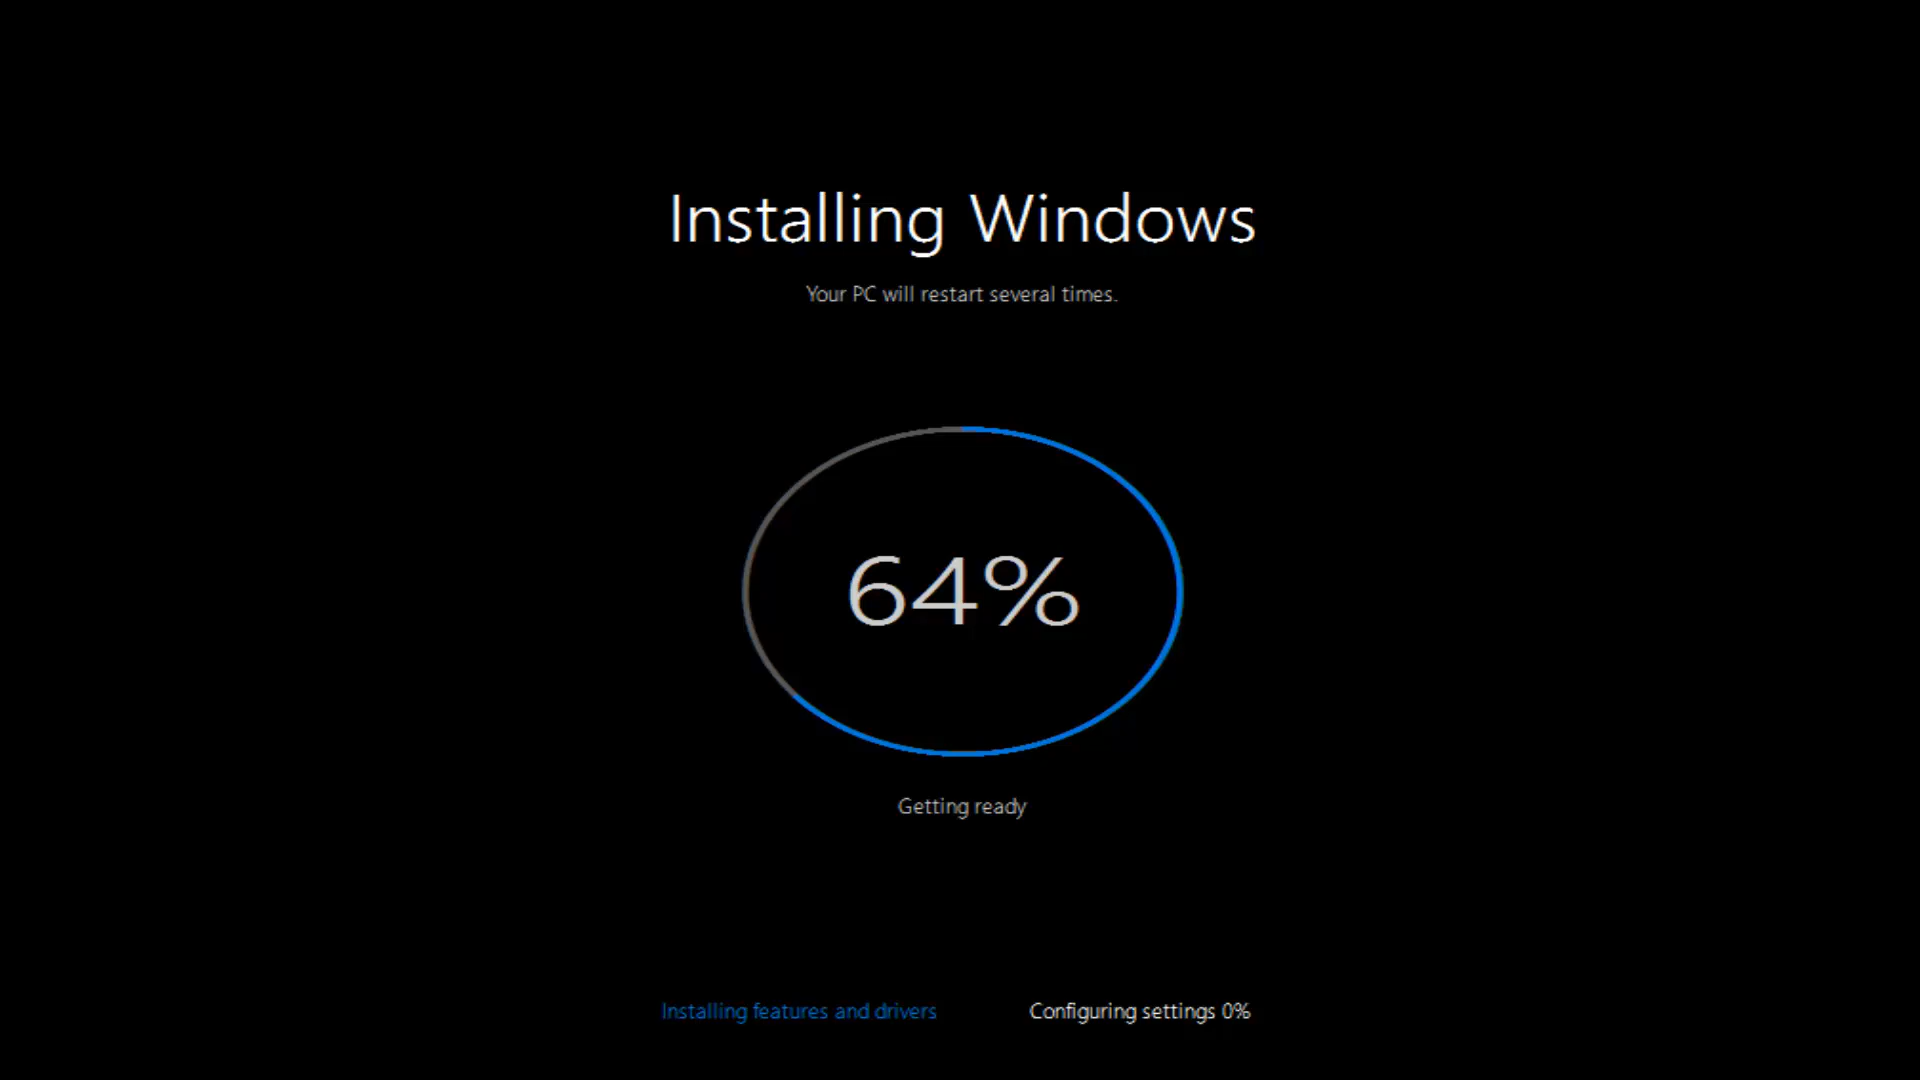 Installing Windows
Your PC will restart several times.
64%
Getting ready
Installing features and drivers
Configuring settings 0%